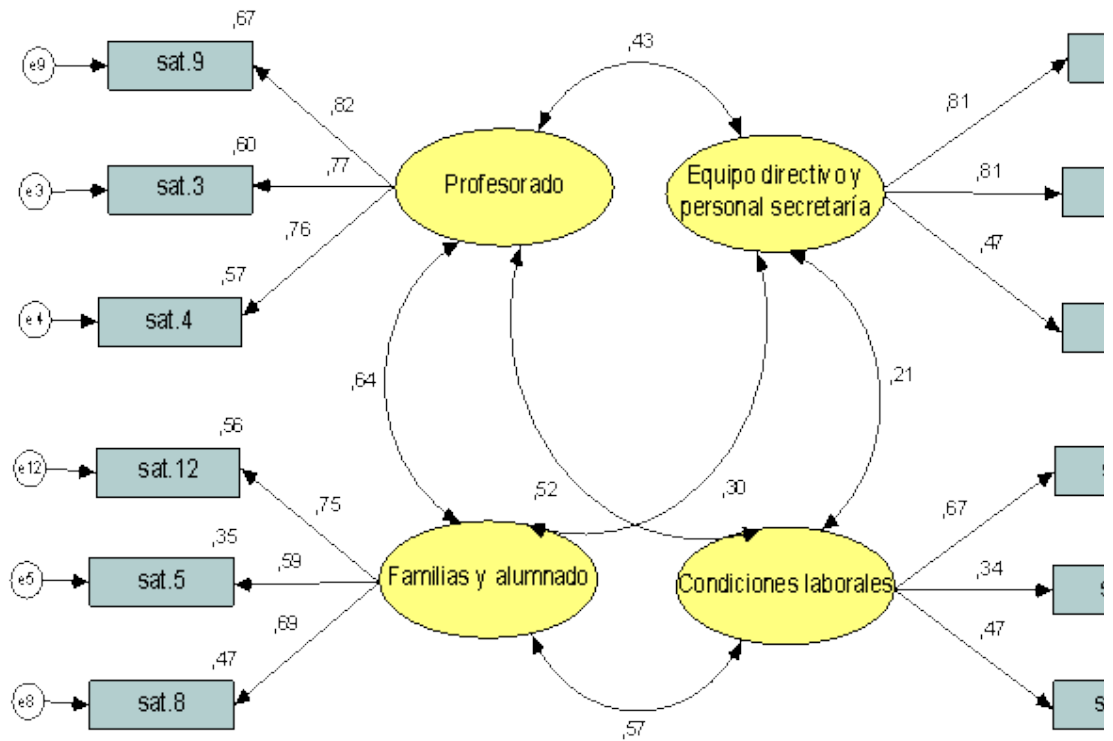 ,67
,43
e9
sat.9
,82
,81
,60
,77
e3
sat.3
Profesorado
Equipo directivo y
personal secretaría
,81
,76
,47
,57
e4
sat.4
,64
,21
,56
e12
sat.12
,75
,52
,30
,67
s
,35
,59
e5
sat.5
Familias y alumnado
Condiciones laborales
,34
s
,69
,47
,47
e8
sat.8
s
,57